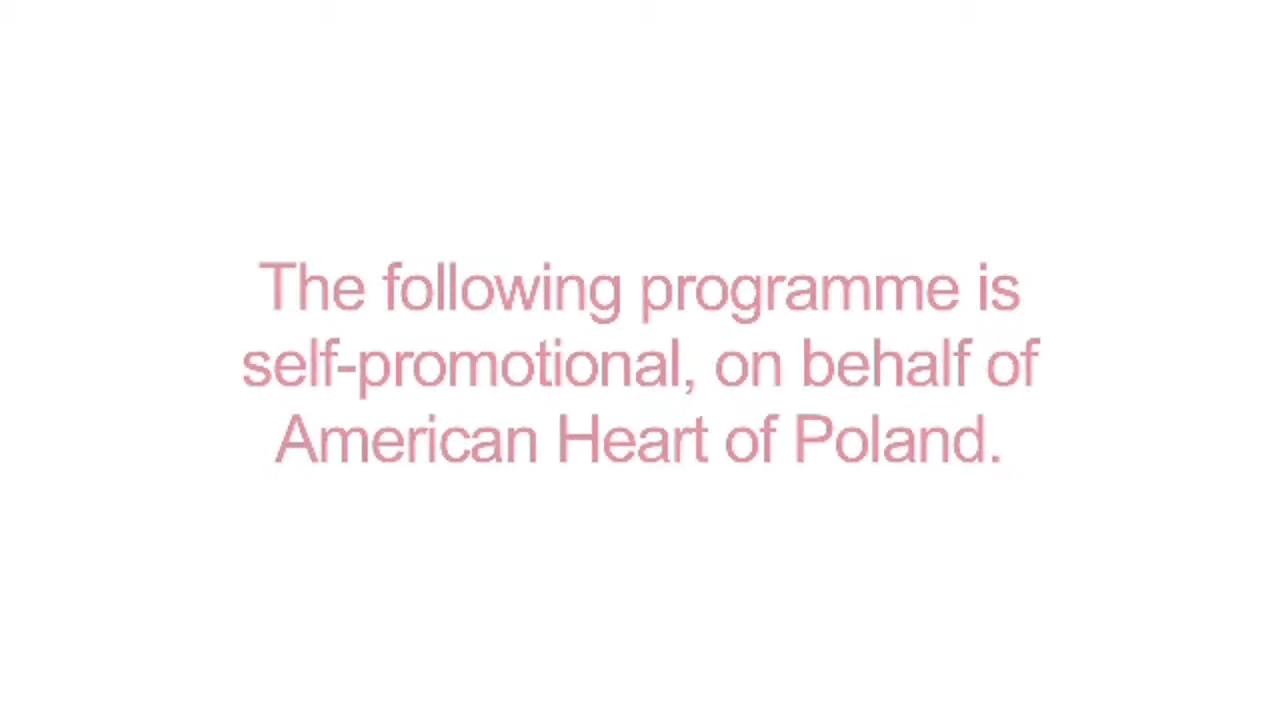 The following programme is
self-promotional, on behalf of
American Heart of Poland.